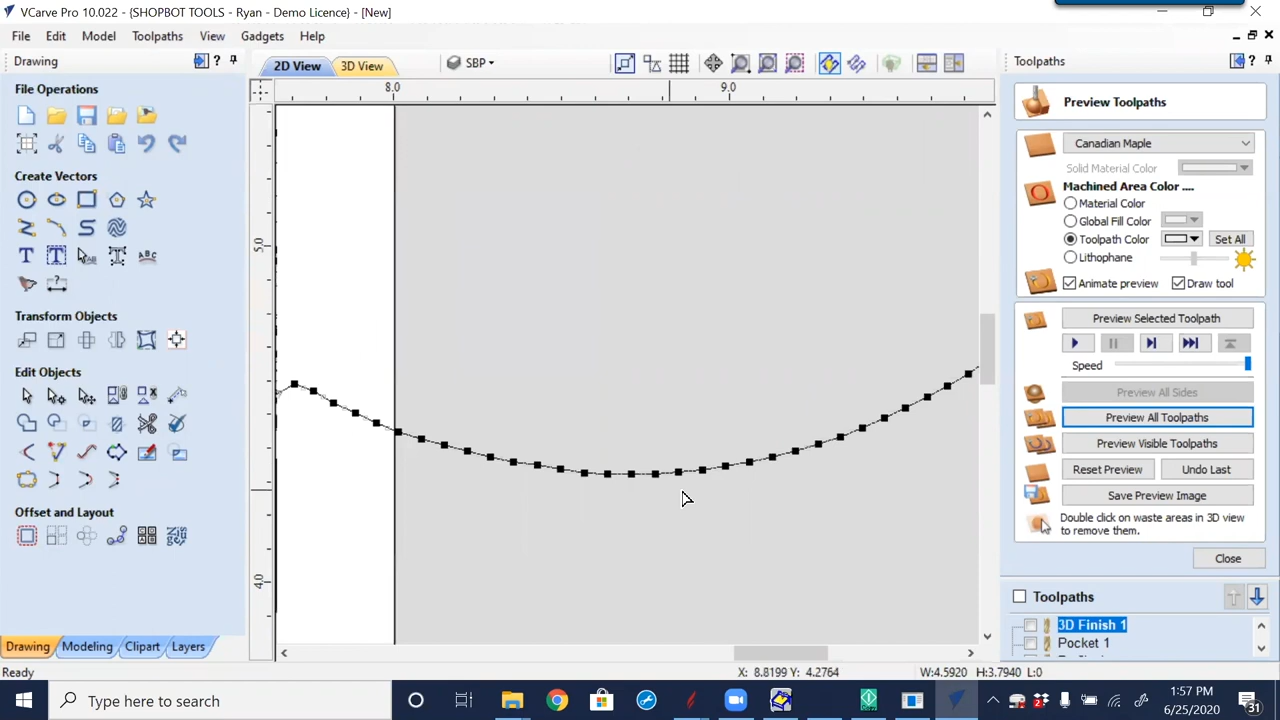 VCarve Pro 10.022 - {SHOPBOT TOOLS - Ryan - Demo Licence} - [New]
File Edit Model Toolpaths View Gadgets Help
Drawing
2D View 3D View SBP
Toolpaths
File Operations
8.0 9.0
Preview Toolpaths
Canadian Maple
Solid Material Color
Create Vectors
Machined Area Color ....
Material Color
Global Fill Color
Toolpath Color Set All
5.0
Lithophane
Animate preview Draw tool
Transform Objects
Preview Selected Toolpath
Speed
Edit Objects
Preview All Sides
Preview All Toolpaths
Preview Visible Toolpaths
Reset Preview Undo Last
Save Preview Image
Offset and Layout
Double click on waste areas in 3D view
to remove them.
Close
4.0
Toolpaths
3D Finish 1
Pocket 1
Drawing Modeling Clipart Layers
Ready
X: 8.8199 Y: 4.2764
W:4.5920 H:3.7940 L:0
Type here to search
1:57 PM
6/25/2020
31